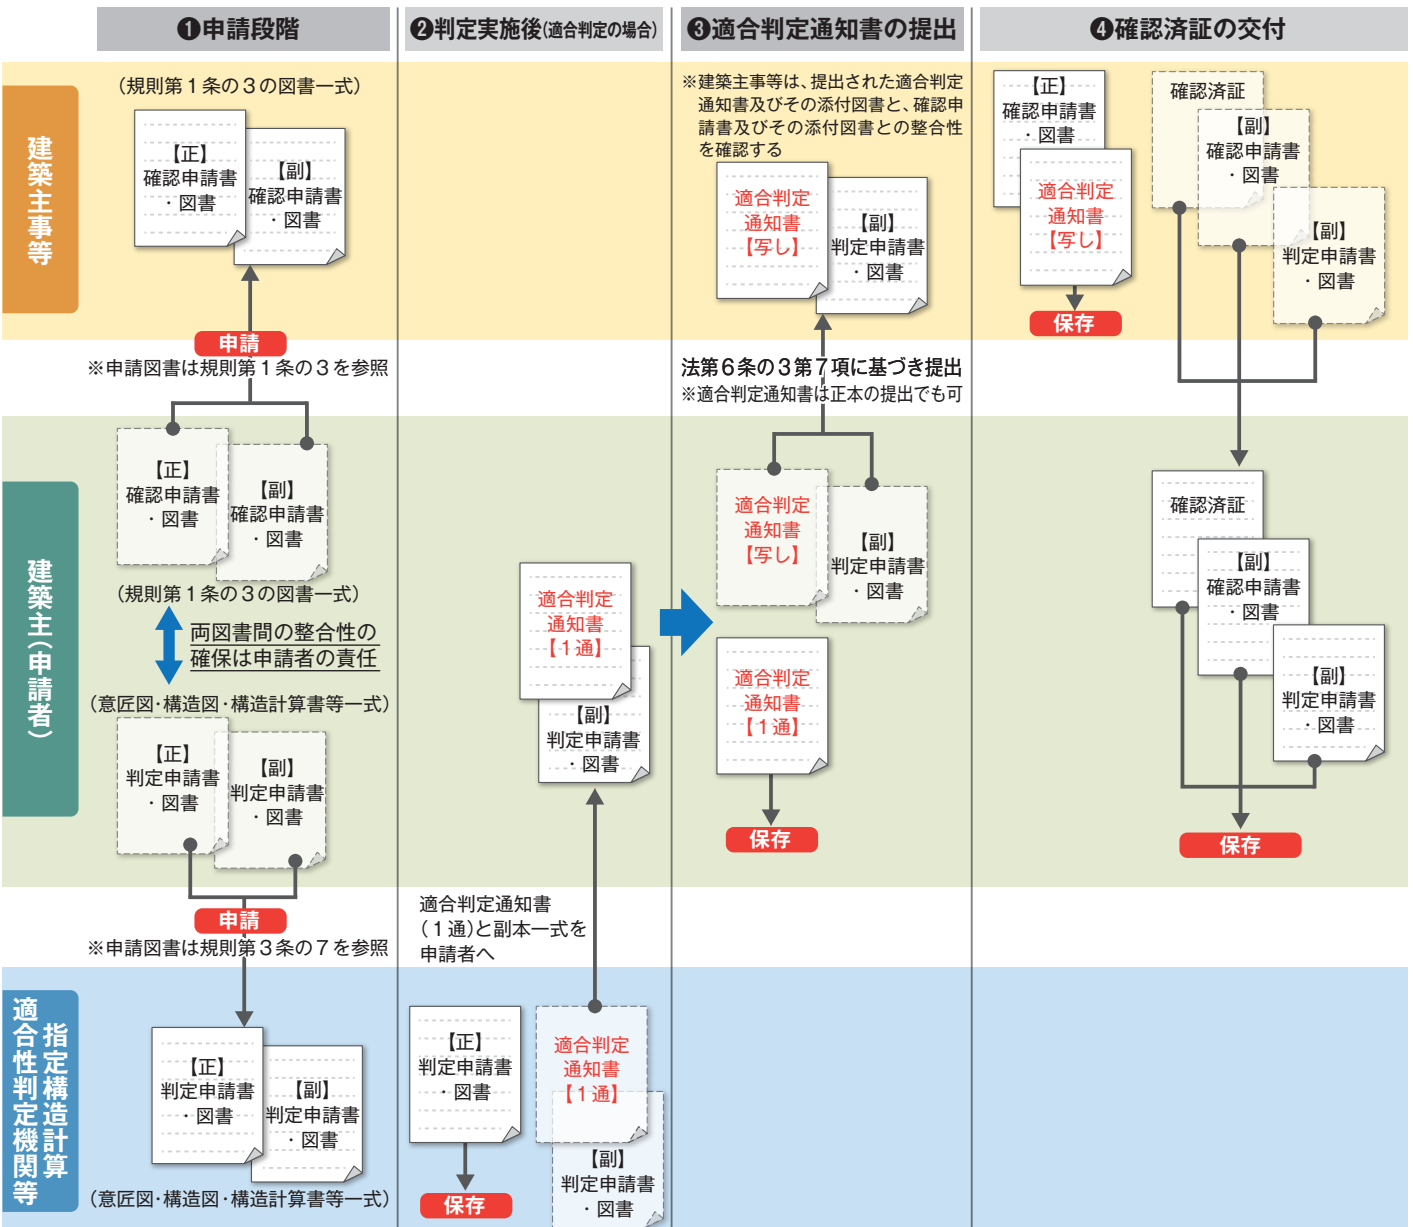 ❶申請段階
❷判定実施後(適合判定の場合)
❸適合判定通知書の提出
❹確認済証の交付
建築主事等
(規則第1条の3の図書一式)
【正】
確認申請書
・図書
【副】
確認申請書
・図書
申請
※申請図書は規則第1条の3を参照
※建築主事等は、提出された適合判定
通知書及びその添付図書と、確認申
請書及びその添付図書との整合性
を確認する
適合判定
通知書
【写し】
【副】
判定申請書
・図書
法第6条の3第7項に基づき提出
※適合判定通知書は正本の提出でも可
【正】
確認申請書
・図書
適合判定
通知書
【写し】
保存
確認済証
【副】
確認申請書
・図書
【副】
判定申請書
・図書
建築主(申請者)
【正】
確認申請書
・図書
【副】
確認申請書
・図書
(規則第1条の3の図書一式)
両図書間の整合性の
確保は申請者の責任
(意匠図・構造図・構造計算書等一式)
【正】
判定申請書
・図書
【副】
判定申請書
・図書
申請
※申請図書は規則第3条の7を参照
適合判定
通知書
【1通】
【副】
判定申請書
・図書
適合判定通知書
(1通)と副本一式を
申請者へ
適合判定
通知書
【写し】
【副】
判定申請書
・図書
適合判定
通知書
【1通】
保存
確認済証
【副】
確認申請書
・図書
【副】
判定申請書
・図書
保存
指定構造計算
適合性判定機関等
【正】
判定申請書
・図書
【副】
判定申請書
・図書
(意匠図・構造図・構造計算書等一式)
【正】
判定申請書
・図書
保存
適合判定
通知書
【1通】
【副】
判定申請書
・図書